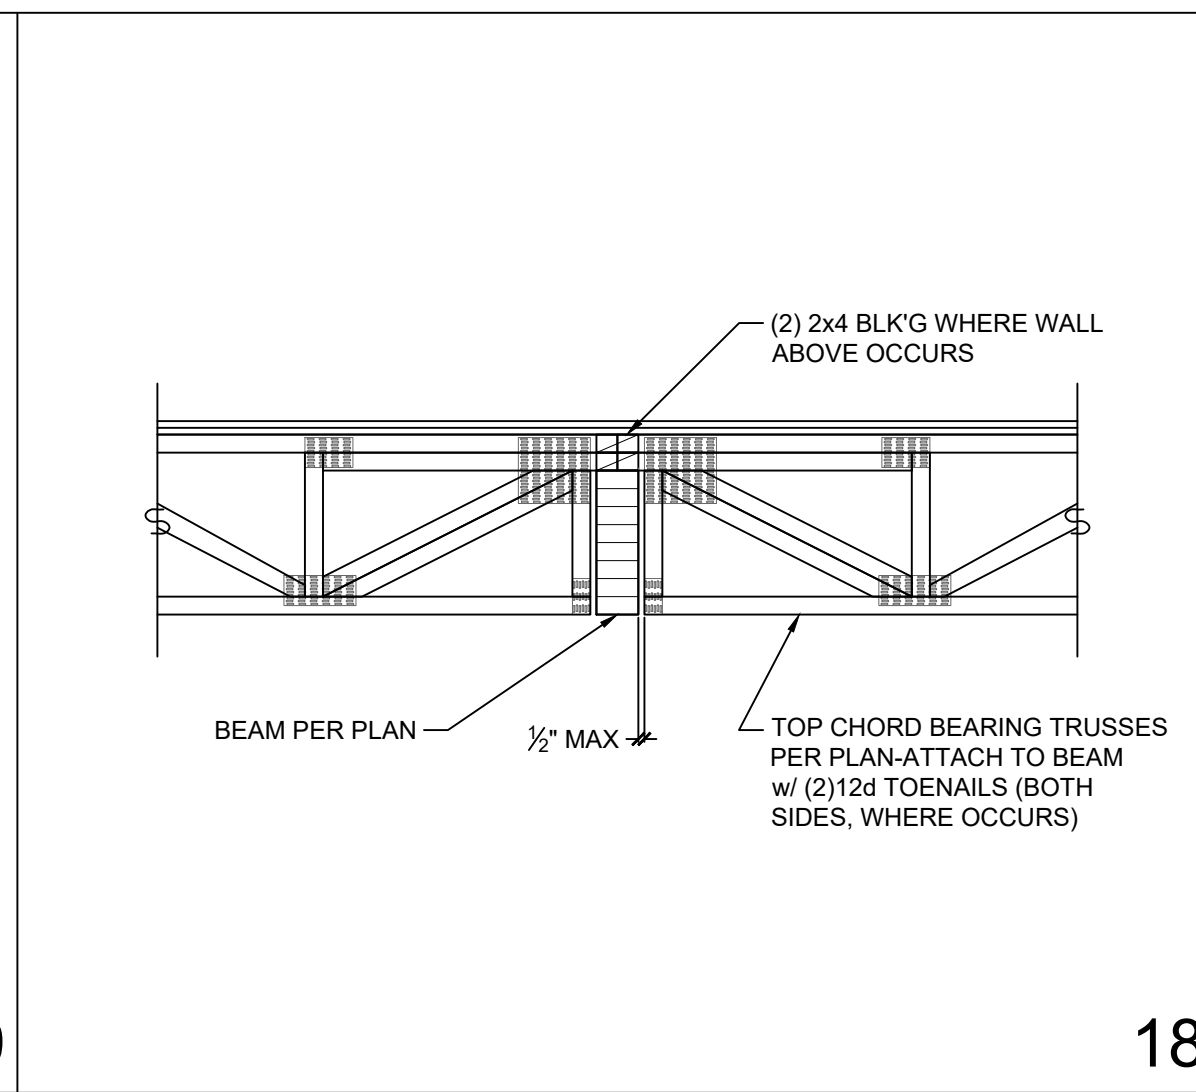 (2) 2x4 BLK'G WHERE WALL
ABOVE OCCURS
BEAM PER PLAN
½" MAX
TOP CHORD BEARING TRUSSES
PER PLAN-ATTACH TO BEAM
w/ (2)12d TOENAILS (BOTH
SIDES, WHERE OCCURS)
18